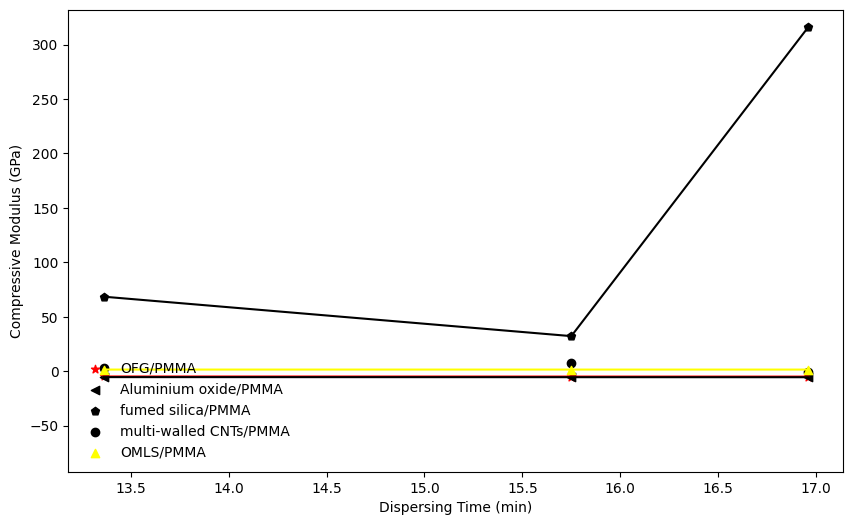 300
250
200
150
100
50
0
−50
Compressive Modulus (GPa)
OFG/PMMA
Aluminium oxide/PMMA
fumed silica/PMMA
multi-walled CNTs/PMMA
OMLS/PMMA
13.5 14.0 14.5 15.0 15.5 16.0 16.5 17.0
Dispersing Time (min)